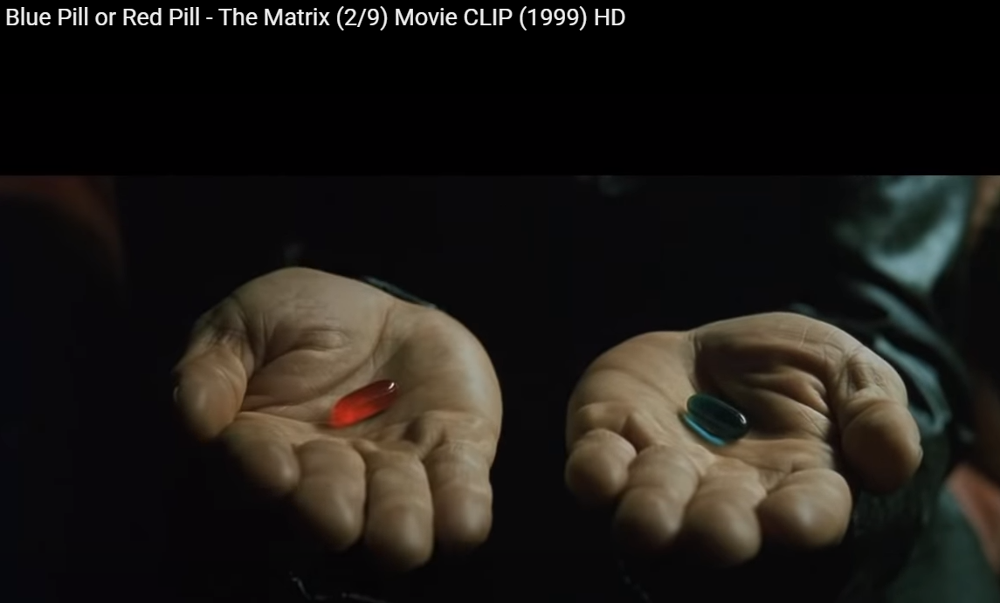 Blue Pill or Red Pill - The Matrix (2/9) Movie CLIP (1999) HD